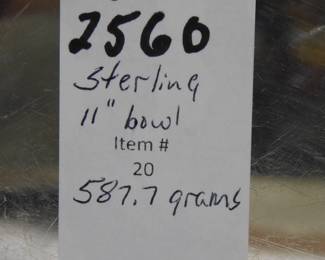 2560
sterling
11" bowl
Item #
20
587.7 grams